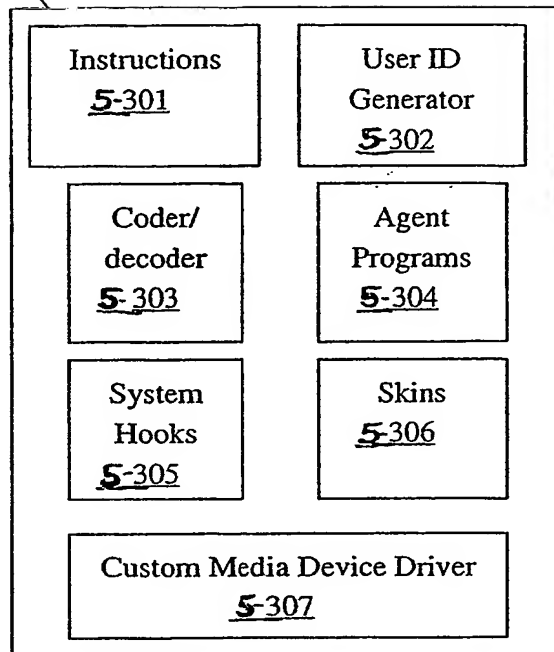 Instructions
5-301
User ID
Generator
5-302
Coder/
decoder
5-303
Agent
Programs
5-304
System
Hooks
5-305
Skins
5-306
Custom Media Device Driver
5-307